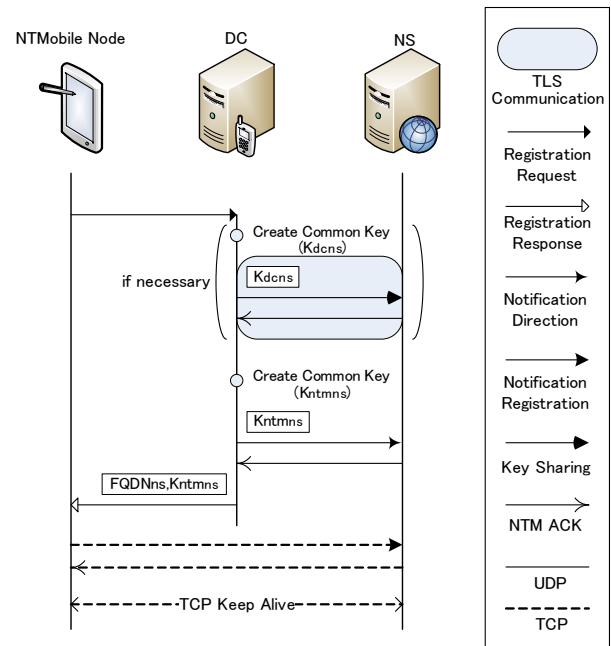 NTMobile Node
DC
NS
Create Common Key
(Kdcns)
if necessary
Kdcns
Create Common Key
(Kntmns)
Kntmns
FQDNns,Kntmns
TCP Keep Alive
TLS
Communication
Registration
Request
Registration
Response
Notification
Direction
Notification
Registration
Key Sharing
NTM ACK
UDP
TCP